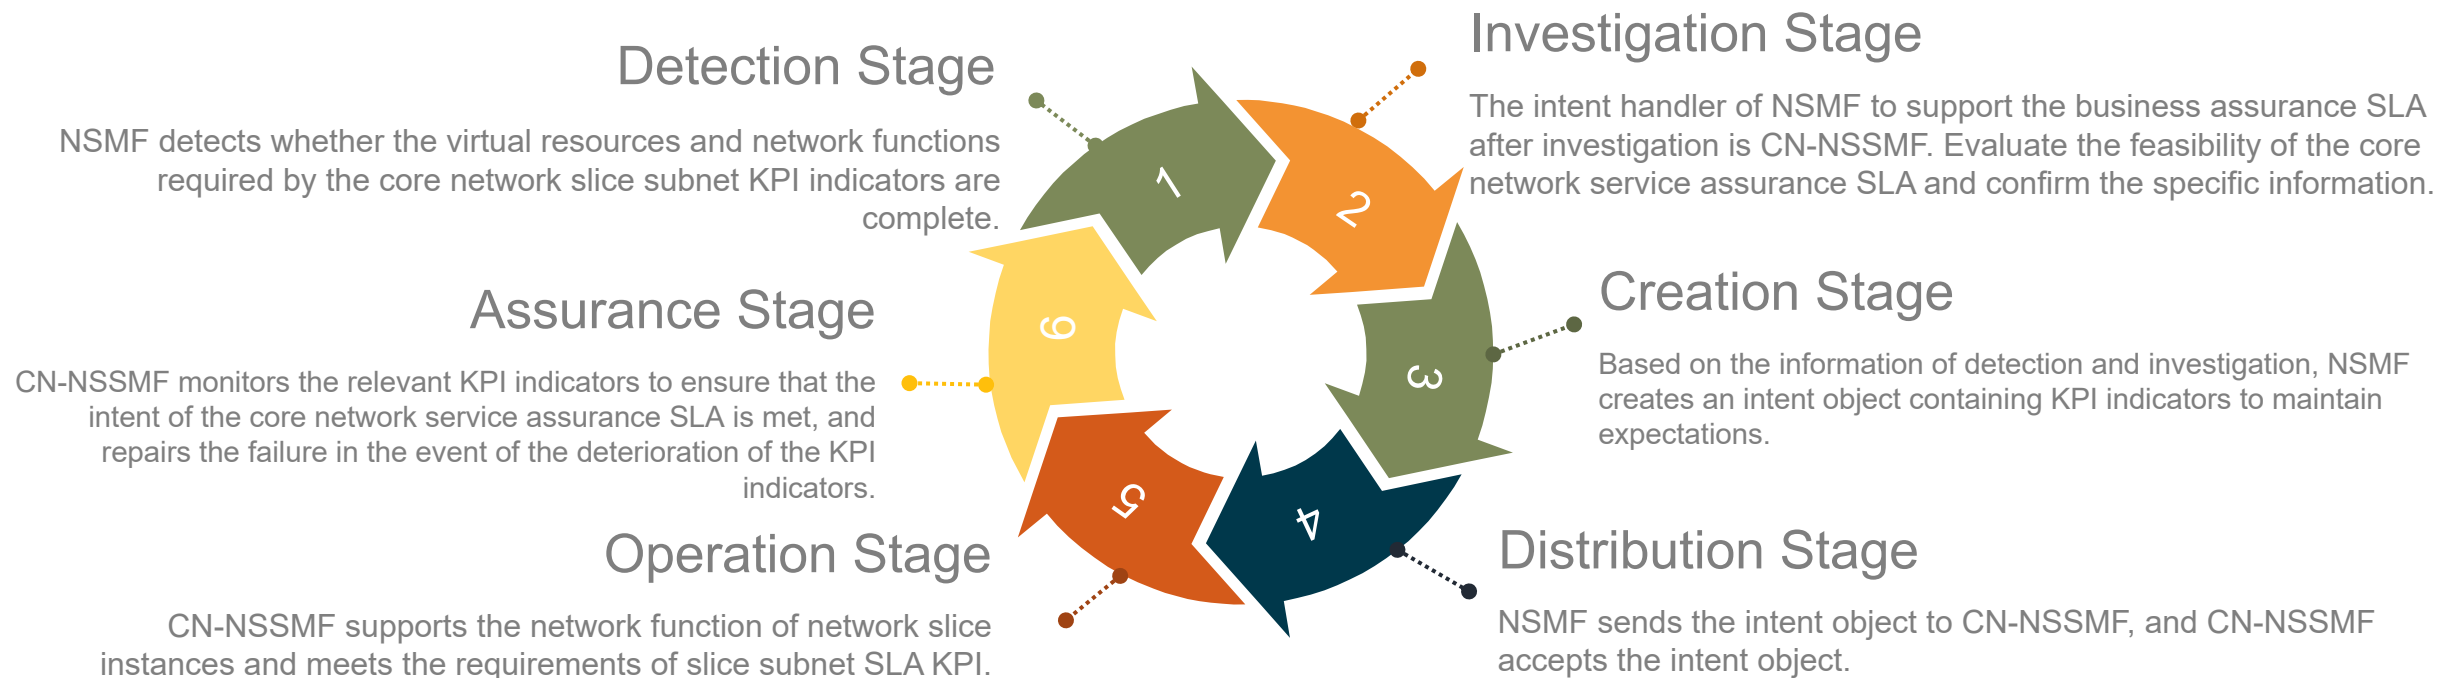 Detection Stage
NSMF detects whether the virtual resources and network functions
required by the core network slice subnet KPI indicators are
complete.
Investigation Stage
The intent handler of NSMF to support the business assurance SLA
after investigation is CN-NSSMF. Evaluate the feasibility of the core
network service assurance SLA and confirm the specific information.
Creation Stage
Based on the information of detection and investigation, NSMF
creates an intent object containing KPI indicators to maintain
expectations.
Distribution Stage
NSMF sends the intent object to CN-NSSMF, and CN-NSSMF
accepts the intent object.
Operation Stage
CN-NSSMF supports the network function of network slice
instances and meets the requirements of slice subnet SLA KPI.
Assurance Stage
CN-NSSMF monitors the relevant KPI indicators to ensure that the
intent of the core network service assurance SLA is met, and
repairs the failure in the event of the deterioration of the KPI
indicators.
1
2
3
4
5
6